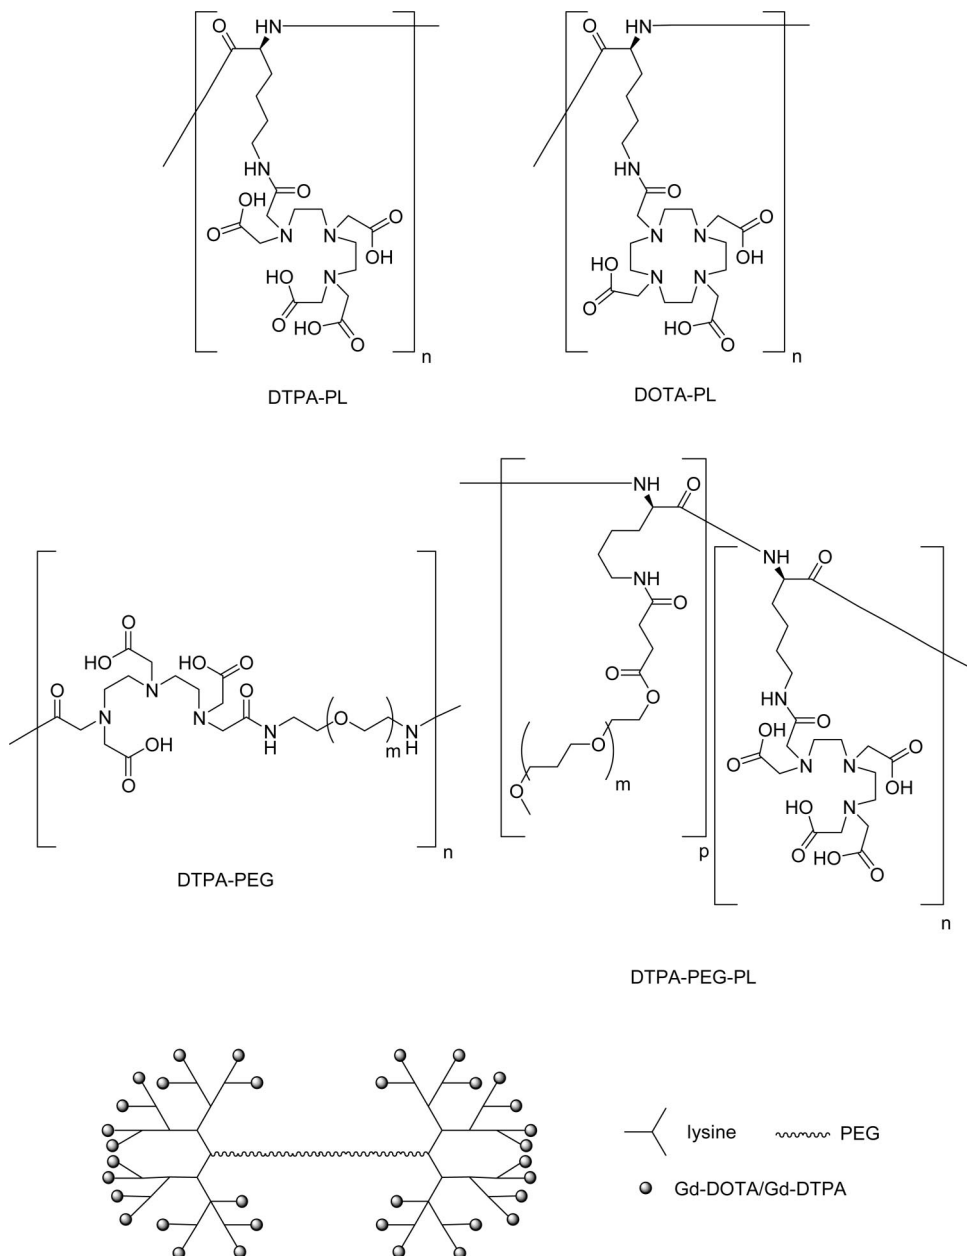 O HN
HN
OH O
O
N N O
OH
OH
N
O
HO O
n
DTPA-PL
O HN
HN
O
N N O
OH
HO
O N N
HO O
n
DOTA-PL
NH O
NH
O
O
O
O
O
m
p
NH O
HN
OH O
O
N N O
OH
HO
N
O HO O
n
O
HO
HO O
O N N O
N
OH
O
N
H
O
m N
H
n
DTPA-PEG
DTPA-PEG-PL
lysine PEG
Gd-DOTA/Gd-DTPA